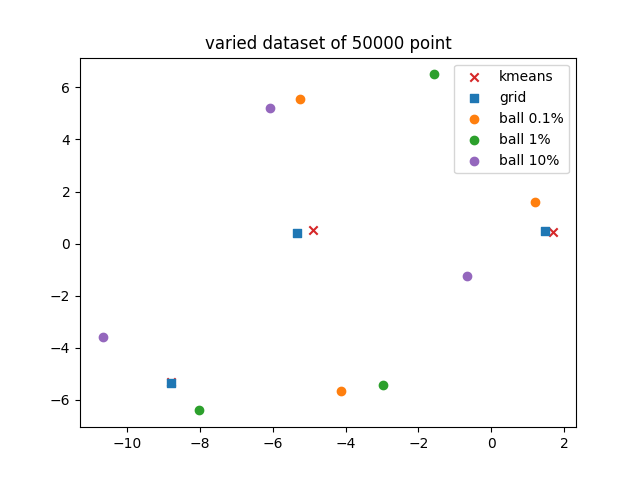 varied dataset of 50000 point
kmeans
grid
ball 0.1%
ball 1%
ball 10%
6
4
2
0
−2
−4
−6
−10 −8 −6 −4 −2 0 2